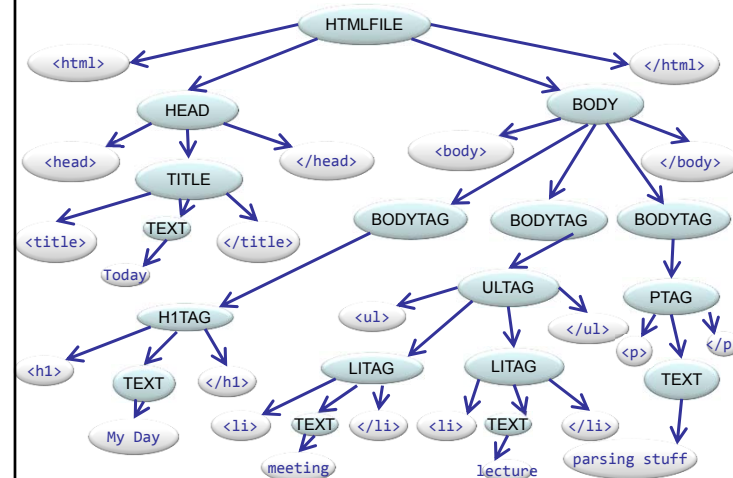 HTMLFILE
<html>
</html>
HEAD
BODY
<head>
</head>
<body>
</body>
TITLE
BODYTAG
BODYTAG
BODYTAG
<title>
TEXT
</title>
Today
ULTAG
PTAG
H1TAG
<ul>
</ul>
<p>
</p
<h1>
TEXT
</h1>
LITAG
LITAG
TEXT
<li>
TEXT
</li>
<li>
TEXT
</li>
My Day
meeting
lecture
parsing stuff